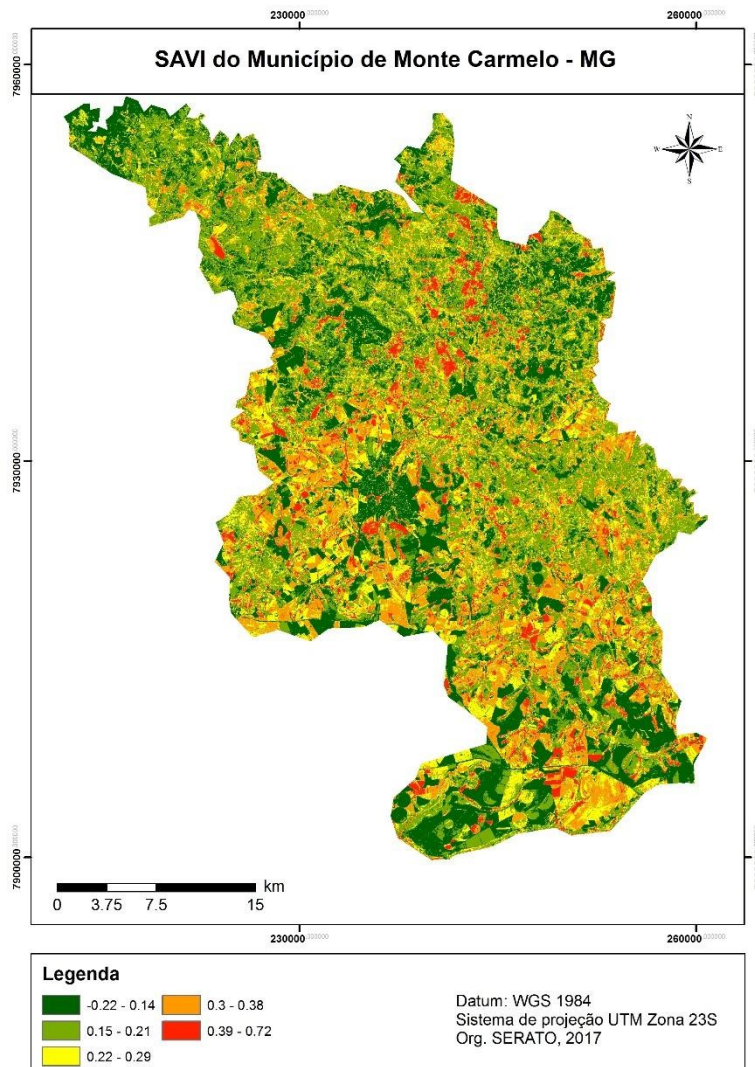 230000
260000
SAVI do Município de Monte Carmelo - MG
7960000
N
W
E
S
7930000
7900000
km
0
3.75
7.5
15
230000
260000
Legenda
-0.22 - 0.14
0.3 - 0.38
0.15 - 0.21
0.39 - 0.72
0.22 - 0.29
Datum: WGS 1984
Sistema de projeção UTM Zona 23S
Org. SERATO, 2017